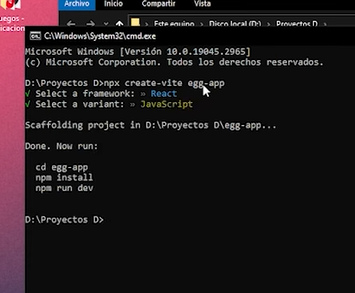 uegos -
icacion
Archivo Inicio Compartir Vista
Este equipo › Disco local (D:) › Proyectos D ›
C:\Windows\System32\cmd.exe
Microsoft Windows [Versión 10.0.19045.2965]
(c) Microsoft Corporation. Todos los derechos reservados.
D:\Proyectos D>npx create-vite egg-app
√ Select a framework: » React
√ Select a variant: » JavaScript
Scaffolding project in D:\Proyectos D\egg-app...
Done. Now run:
cd egg-app
npm install
npm run dev
D:\Proyectos D>